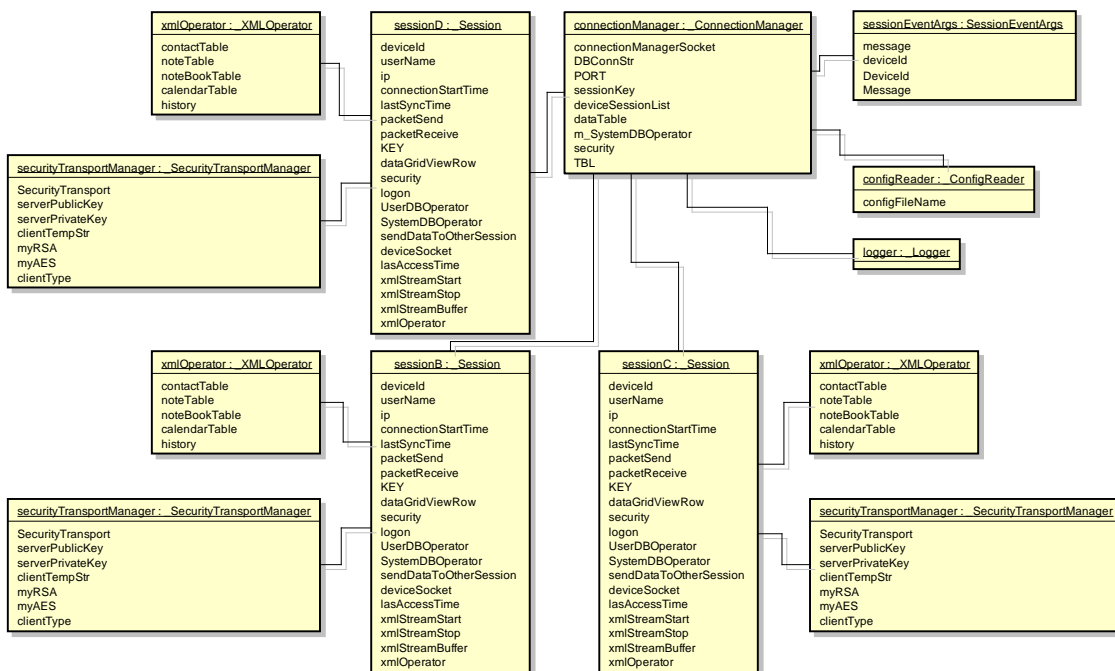 xmlOperator : _XMLOperator
contactTable
noteTable
noteBookTable
calendarTable
history
sessionD : _Session
deviceId
userName
ip
connectionStartTime
lastSyncTime
packetSend
packetReceive
KEY
dataGridViewRow
security
logon
UserDBOperator
SystemDBOperator
sendDataToOtherSession
deviceSocket
lasAccessTime
xmlStreamStart
xmlStreamStop
xmlStreamBuffer
xmlOperator
connectionManager : _ConnectionManager
connectionManagerSocket
DBConnStr
PORT
sessionKey
deviceSessionList
dataTable
m_SystemDBOperator
security
TBL
sessionEventArgs : SessionEventArgs
message
deviceId
DeviceId
Message
securityTransportManager : _SecurityTransportManager
SecurityTransport
serverPublicKey
serverPrivateKey
clientTempStr
myRSA
myAES
clientType
configReader : _ConfigReader
configFileName
logger : _Logger
xmlOperator : _XMLOperator
contactTable
noteTable
noteBookTable
calendarTable
history
sessionB : _Session
deviceId
userName
ip
connectionStartTime
lastSyncTime
packetSend
packetReceive
KEY
dataGridViewRow
security
logon
UserDBOperator
SystemDBOperator
sendDataToOtherSession
deviceSocket
lasAccessTime
xmlStreamStart
xmlStreamStop
xmlStreamBuffer
xmlOperator
sessionC : _Session
deviceId
userName
ip
connectionStartTime
lastSyncTime
packetSend
packetReceive
KEY
dataGridViewRow
security
logon
UserDBOperator
SystemDBOperator
sendDataToOtherSession
deviceSocket
lasAccessTime
xmlStreamStart
xmlStreamStop
xmlStreamBuffer
xmlOperator
xmlOperator : _XMLOperator
contactTable
noteTable
noteBookTable
calendarTable
history
securityTransportManager : _SecurityTransportManager
SecurityTransport
serverPublicKey
serverPrivateKey
clientTempStr
myRSA
myAES
clientType
securityTransportManager : _SecurityTransportManager
SecurityTransport
serverPublicKey
serverPrivateKey
clientTempStr
myRSA
myAES
clientType